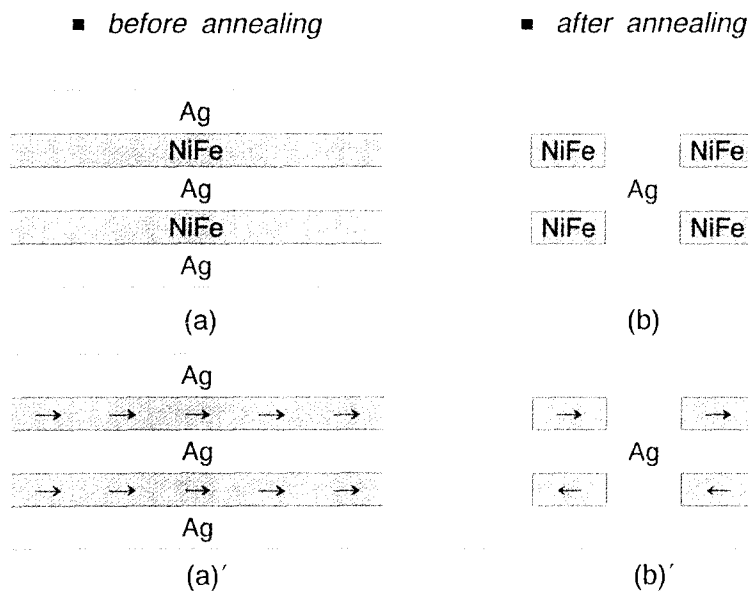 ■ before annealing
■ after annealing
Ag
NiFe
Ag
NiFe
Ag
(a)
NiFe NiFe
Ag
NiFe NiFe
(b)
Ag
→ → → → →
Ag
→ → → → →
Ag
(a)′
→ →
Ag
← ←
(b)′